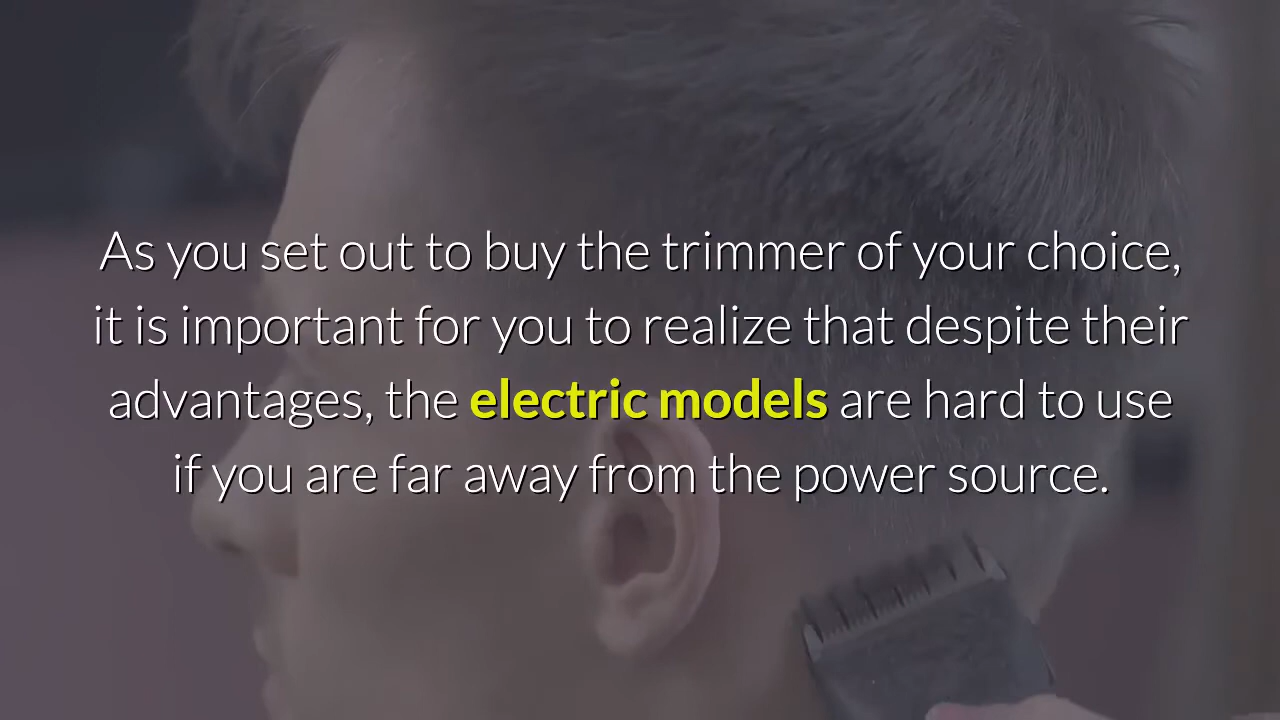 As you set out to buy the trimmer of your choice,
it is important for you to realize that despite their
advantages, the electric models are hard to use
if you are far away from the power source.